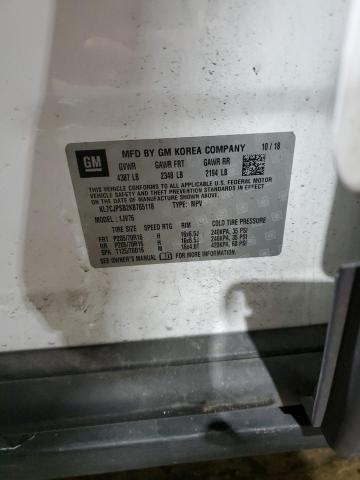 GM
MFD BY GM KOREA COMPANY 10/18
GVWR GAWR FRT GAWR RR
4387 LB 2348 LB 2194 LB
THIS VEHICLE CONFORMS TO ALL APPLICABLE U.S. FEDERAL MOTOR
VEHICLE SAFETY AND THEFT PREVENTION STANDARDS IN EFFECT ON
THE DATE OF MANUFACTURE SHOWN ABOVE.
KL7CJPSB2KB765118 TYPE: MPV
MODEL: 1JV76
TIRE SIZE SPEED RTG RIM COLD TIRE PRESSURE
FRT P205/70R16 H 16x6.5J 240KPA, 35 PSI
RR P205/70R16 H 16x6.5J 240KPA, 35 PSI
SPA T125/70D16 M 16x4.0T 420KPA, 60 PSI
SEE OWNER'S MANUAL FOR MORE INFORMATION.